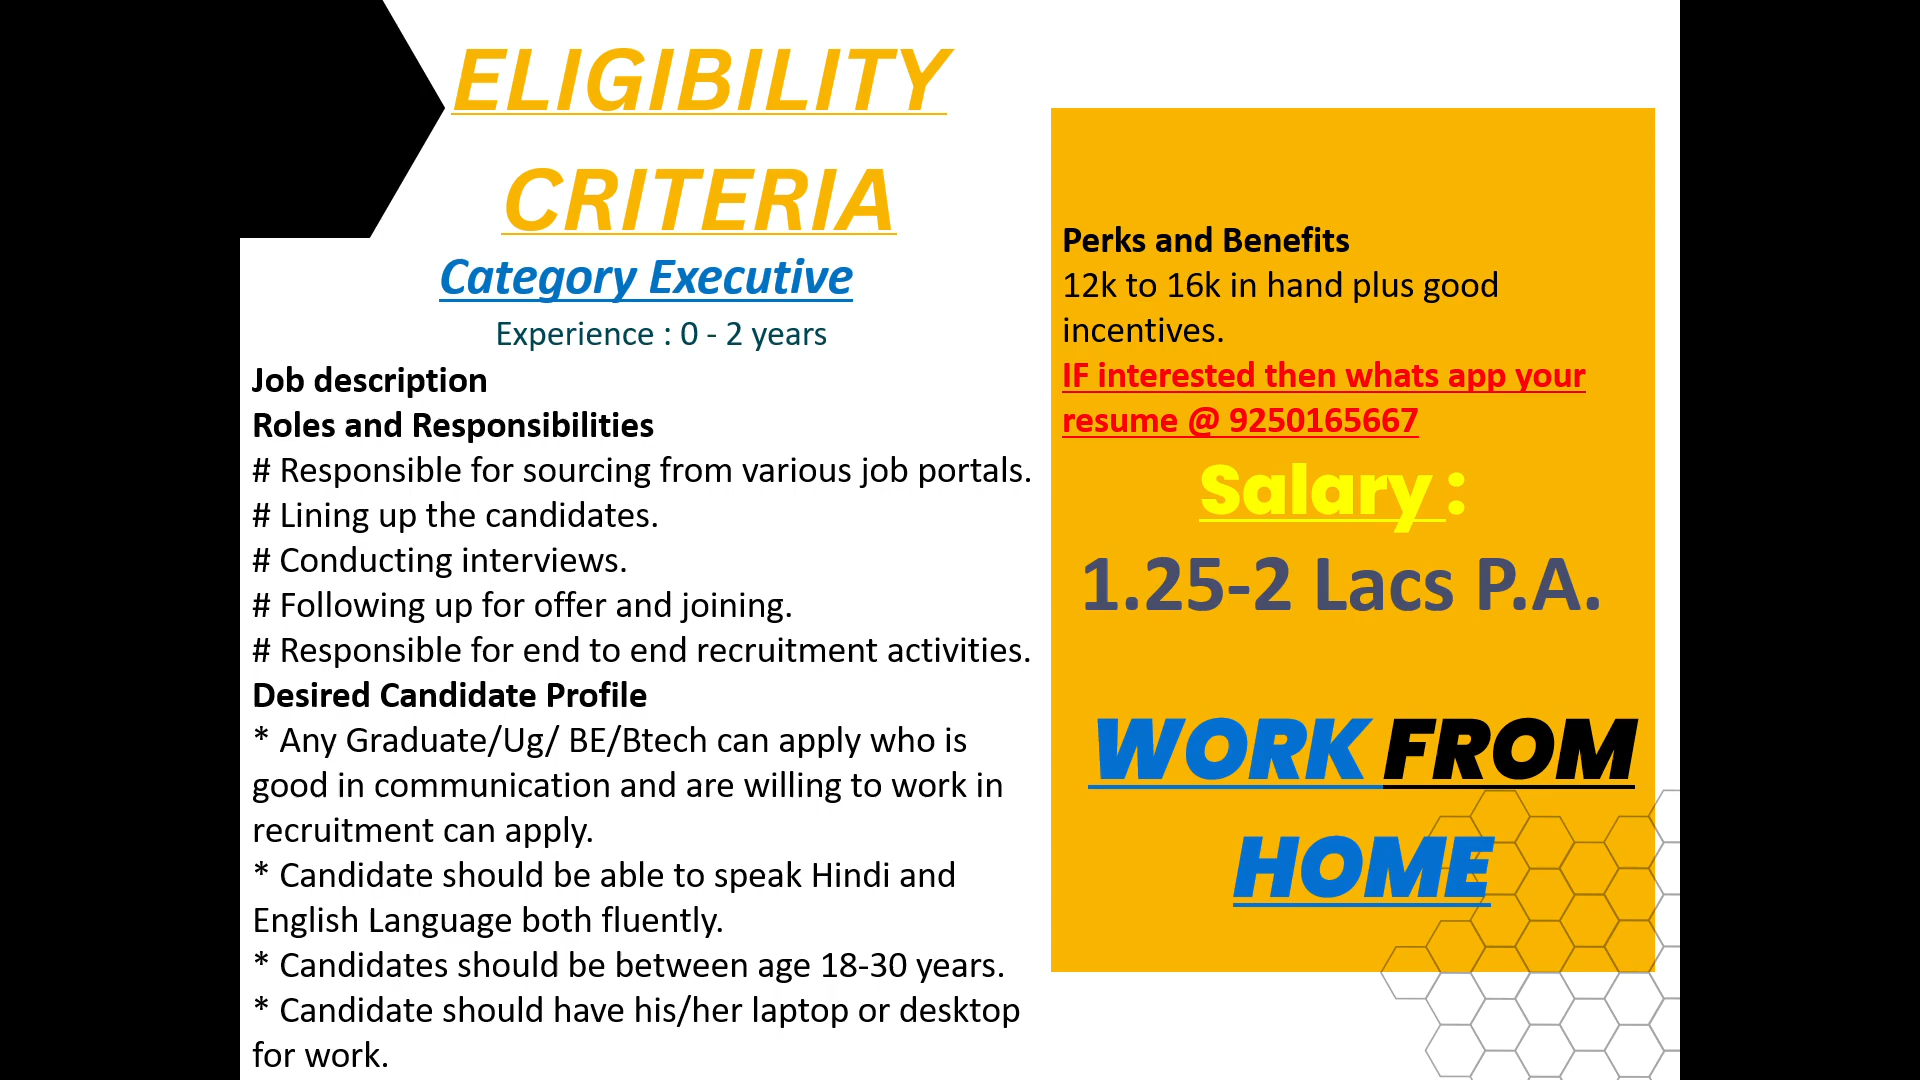 ELIGIBILITY
CRITERIA
Category Executive
Experience : 0 - 2 years
Job description
Roles and Responsibilities
# Responsible for sourcing from various job portals.
# Lining up the candidates.
# Conducting interviews.
# Following up for offer and joining.
# Responsible for end to end recruitment activities.
Desired Candidate Profile
* Any Graduate/Ug/ BE/Btech can apply who is
good in communication and are willing to work in
recruitment can apply.
* Candidate should be able to speak Hindi and
English Language both fluently.
* Candidates should be between age 18-30 years.
* Candidate should have his/her laptop or desktop
for work.
Perks and Benefits
12k to 16k in hand plus good
incentives.
IF interested then whats app your
resume @ 9250165667
Salary :
1.25-2 Lacs P.A.
WORK FROM
HOME